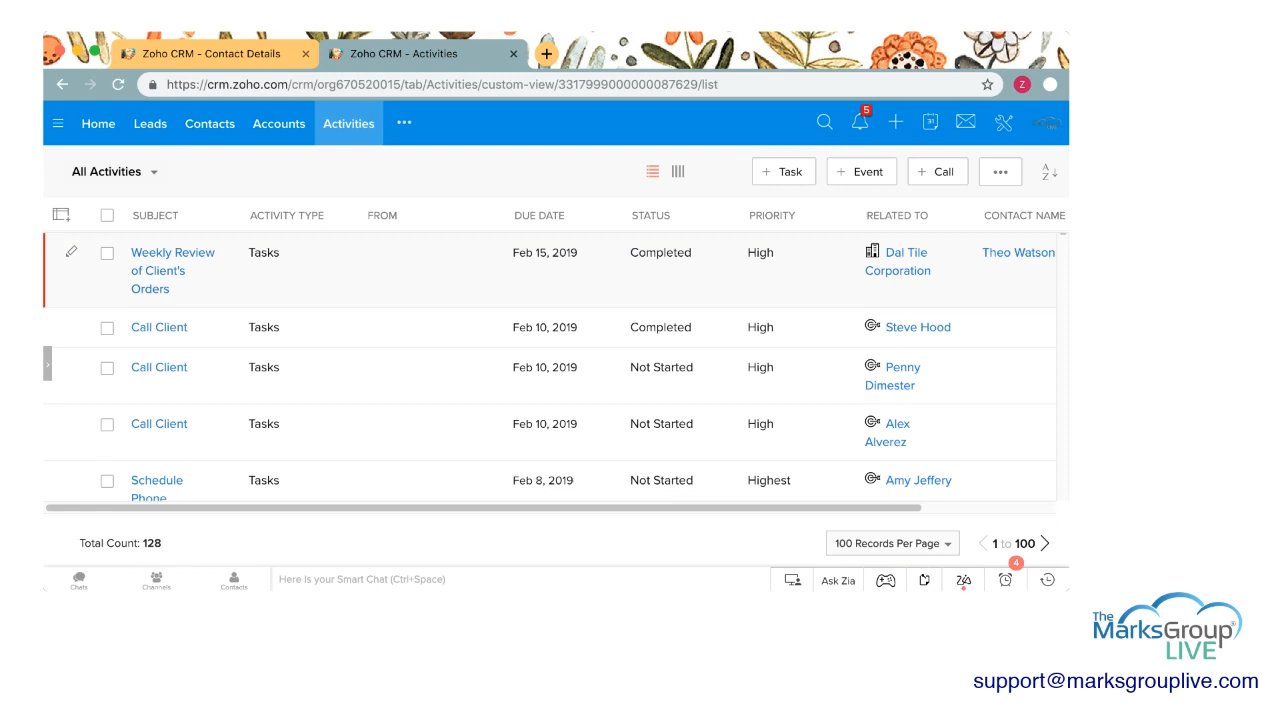 Zoho CRM - Contact Details
Zoho CRM - Activities
https://crm.zoho.com/crm/org670520015/tab/Activities/custom-view/3317999000000087629/list
Z
Home Leads Contacts Accounts Activities ••• 5 31
All Activities + Task + Event + Call ••• A Z
SUBJECT ACTIVITY TYPE FROM DUE DATE STATUS PRIORITY RELATED TO CONTACT NAME
Weekly Review Tasks Feb 15, 2019 Completed High Dal Tile Theo Watson
of Client's Corporation
Orders
Call Client Tasks Feb 10, 2019 Completed High Steve Hood
Call Client Tasks Feb 10, 2019 Not Started High Penny
Dimester
Call Client Tasks Feb 10, 2019 Not Started High Alex
Alverez
Schedule Tasks Feb 8, 2019 Not Started Highest Amy Jeffery
Phone
Total Count: 128 100 Records Per Page 1 to 100
4
Chats Channels Contacts Here is your Smart Chat (Ctrl+Space) Ask Zia
The
MarksGroup®
LIVE
support@marksgrouplive.com